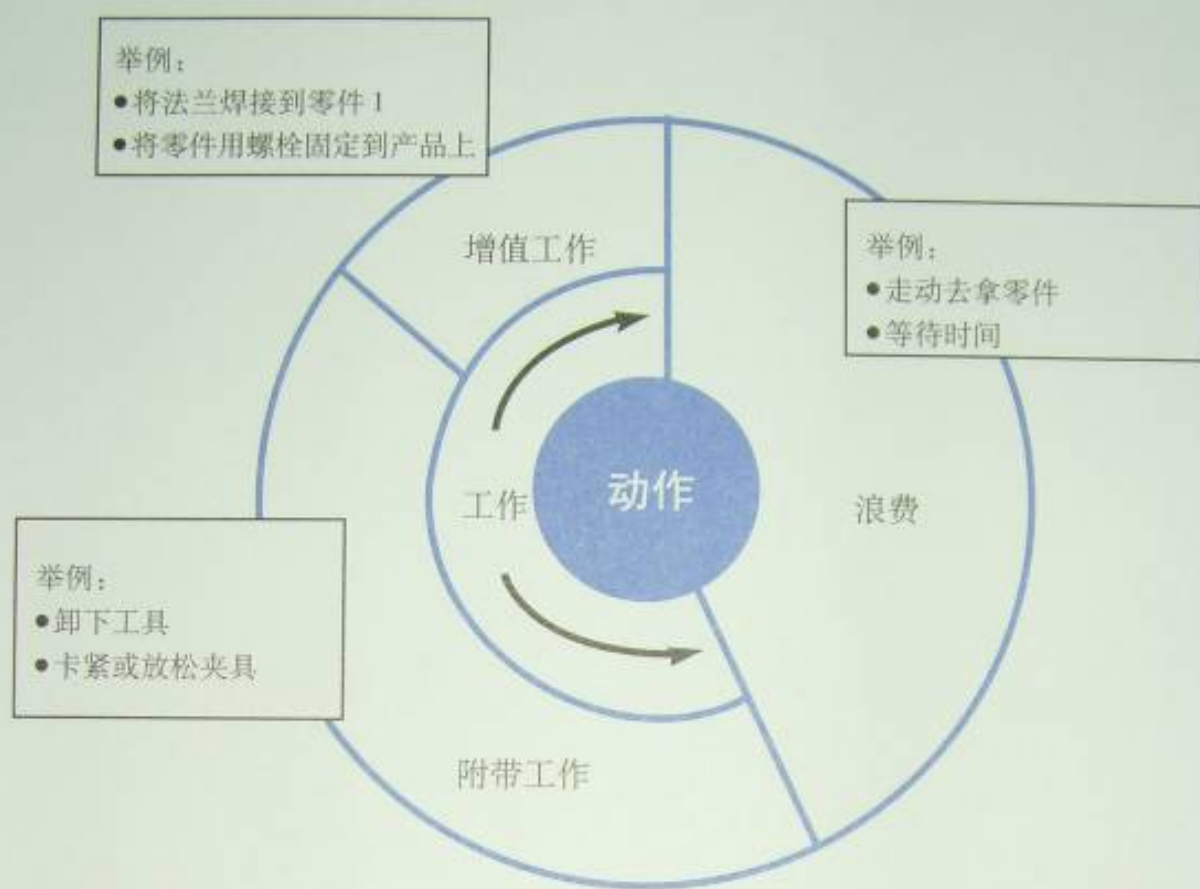 举例：
●将法兰焊接到零件1
●将零件用螺栓固定到产品上
增值工作
举例：
●走动去拿零件
●等待时间
工作
动作
浪费
举例：
●卸下工具
●卡紧或放松夹具
附带工作